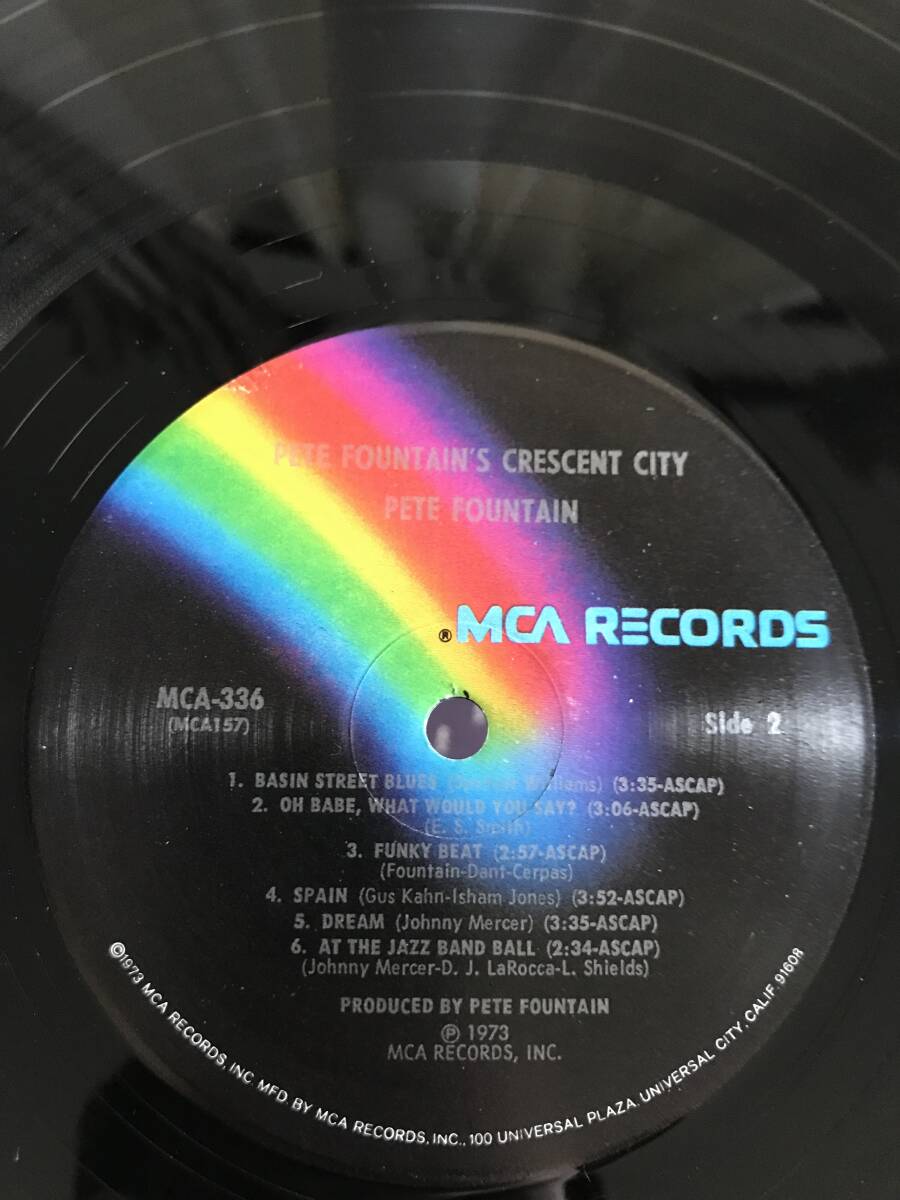 PETE FOUNTAIN'S CRESCENT CITY
PETE FOUNTAIN
® MCA RECORDS
MCA-336
(MCA157)
Side 2
1. BASIN STREET BLUES (Spencer Williams) (3:35-ASCAP)
2. OH BABE, WHAT WOULD YOU SAY? (3:06-ASCAP)
(E. S. Smith)
3. FUNKY BEAT (2:57-ASCAP)
(Fountain-Dant-Cerpas)
4. SPAIN (Gus Kahn-Isham Jones) (3:52-ASCAP)
5. DREAM (Johnny Mercer) (3:35-ASCAP)
6. AT THE JAZZ BAND BALL (2:34-ASCAP)
(Johnny Mercer-D. J. LaRocca-L. Shields)
PRODUCED BY PETE FOUNTAIN
℗ 1973
MCA RECORDS, INC.
©1973 MCA RECORDS, INC. MFD. BY MCA RECORDS, INC., 100 UNIVERSAL PLAZA, UNIVERSAL CITY, CALIF. 91608